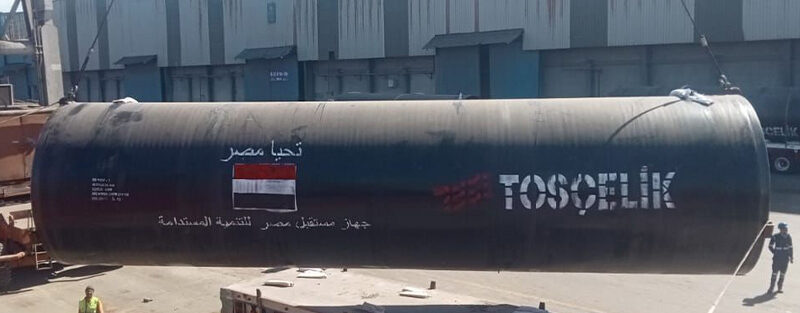 تحيا مصر
جهاز مستقبل مصر للتنمية المستدامة
TOSÇELİK